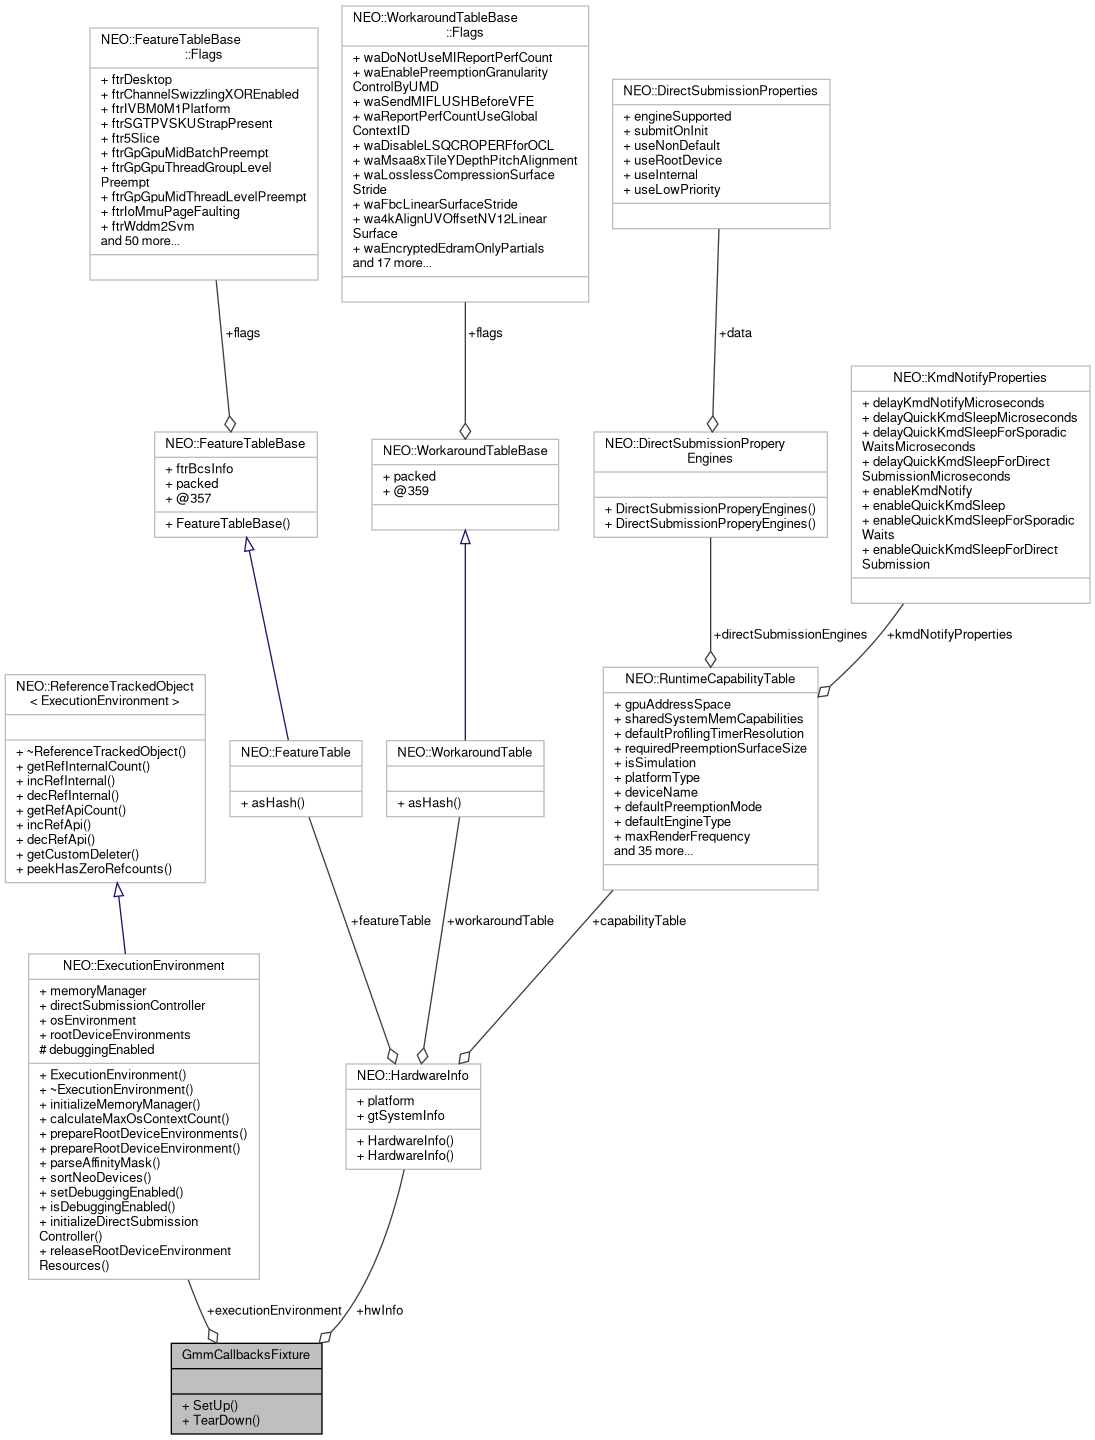 NEO::FeatureTableBase
::Flags
+ ftrDesktop
+ ftrChannelSwizzlingXOREnabled
+ ftrIVBM0M1Platform
+ ftrSGTPVSKUStrapPresent
+ ftr5Slice
+ ftrGpGpuMidBatchPreempt
+ ftrGpGpuThreadGroupLevel
Preempt
+ ftrGpGpuMidThreadLevelPreempt
+ ftrIoMmuPageFaulting
+ ftrWddm2Svm
and 50 more...
NEO::WorkaroundTableBase
::Flags
+ waDoNotUseMIReportPerfCount
+ waEnablePreemptionGranularity
ControlByUMD
+ waSendMIFLUSHBeforeVFE
+ waReportPerfCountUseGlobal
ContextID
+ waDisableLSQCROPERFforOCL
+ waMsaa8xTileYDepthPitchAlignment
+ waLosslessCompressionSurface
Stride
+ waFbcLinearSurfaceStride
+ wa4kAlignUVOffsetNV12Linear
Surface
+ waEncryptedEdramOnlyPartials
and 17 more...
NEO::DirectSubmissionProperties
+ engineSupported
+ submitOnInit
+ useNonDefault
+ useRootDevice
+ useInternal
+ useLowPriority
+flags
+flags
+data
NEO::KmdNotifyProperties
+ delayKmdNotifyMicroseconds
+ delayQuickKmdSleepMicroseconds
+ delayQuickKmdSleepForSporadic
WaitsMicroseconds
+ delayQuickKmdSleepForDirect
SubmissionMicroseconds
+ enableKmdNotify
+ enableQuickKmdSleep
+ enableQuickKmdSleepForSporadic
Waits
+ enableQuickKmdSleepForDirect
Submission
NEO::FeatureTableBase
+ ftrBcsInfo
+ packed
+ @357
+ FeatureTableBase()
NEO::WorkaroundTableBase
+ packed
+ @359
NEO::DirectSubmissionPropery
Engines
+ DirectSubmissionProperyEngines()
+ DirectSubmissionProperyEngines()
+directSubmissionEngines
+kmdNotifyProperties
NEO::ReferenceTrackedObject
< ExecutionEnvironment >
+ ~ReferenceTrackedObject()
+ getRefInternalCount()
+ incRefInternal()
+ decRefInternal()
+ getRefApiCount()
+ incRefApi()
+ decRefApi()
+ getCustomDeleter()
+ peekHasZeroRefcounts()
NEO::FeatureTable
+ asHash()
NEO::WorkaroundTable
+ asHash()
NEO::RuntimeCapabilityTable
+ gpuAddressSpace
+ sharedSystemMemCapabilities
+ defaultProfilingTimerResolution
+ requiredPreemptionSurfaceSize
+ isSimulation
+ platformType
+ deviceName
+ defaultPreemptionMode
+ defaultEngineType
+ maxRenderFrequency
and 35 more...
+featureTable
+workaroundTable
+capabilityTable
NEO::ExecutionEnvironment
+ memoryManager
+ directSubmissionController
+ osEnvironment
+ rootDeviceEnvironments
# debuggingEnabled
+ ExecutionEnvironment()
+ ~ExecutionEnvironment()
+ initializeMemoryManager()
+ calculateMaxOsContextCount()
+ prepareRootDeviceEnvironments()
+ prepareRootDeviceEnvironment()
+ parseAffinityMask()
+ sortNeoDevices()
+ setDebuggingEnabled()
+ isDebuggingEnabled()
+ initializeDirectSubmission
Controller()
+ releaseRootDeviceEnvironment
Resources()
NEO::HardwareInfo
+ platform
+ gtSystemInfo
+ HardwareInfo()
+ HardwareInfo()
+executionEnvironment
+hwInfo
GmmCallbacksFixture
+ SetUp()
+ TearDown()